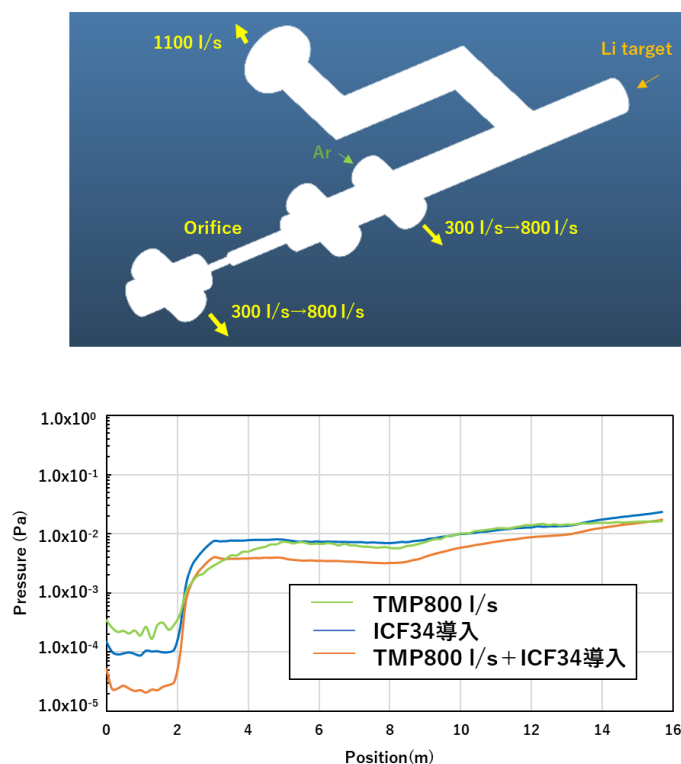 1100 l/s
Li target
Ar
Orifice
300 l/s→800 l/s
300 l/s→800 l/s
1.0x10⁰
1.0x10⁻¹
1.0x10⁻²
1.0x10⁻³
1.0x10⁻⁴
1.0x10⁻⁵
Pressure (Pa)
TMP800 l/s
ICF34導入
TMP800 l/s＋ICF34導入
0 2 4 6 8 10 12 14 16
Position(m)